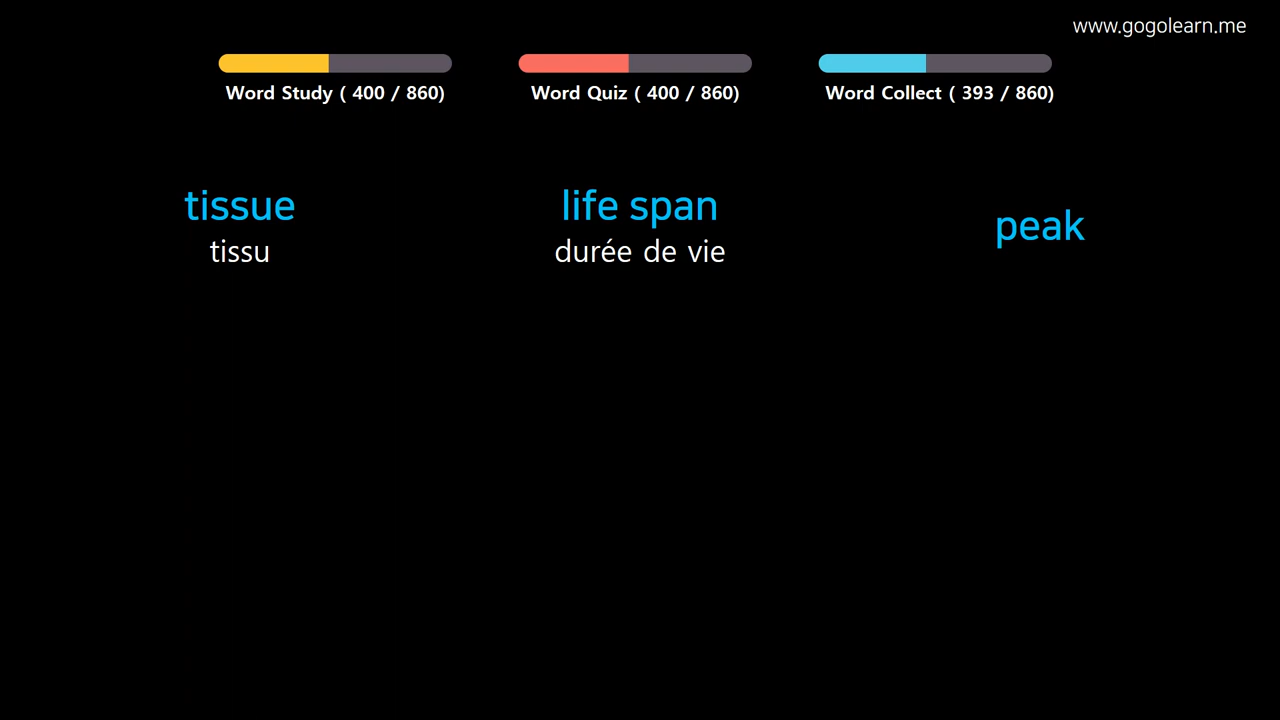 www.gogolearn.me
Word Study ( 400 / 860)
Word Quiz ( 400 / 860)
Word Collect ( 393 / 860)
tissue
tissu
life span
durée de vie
peak